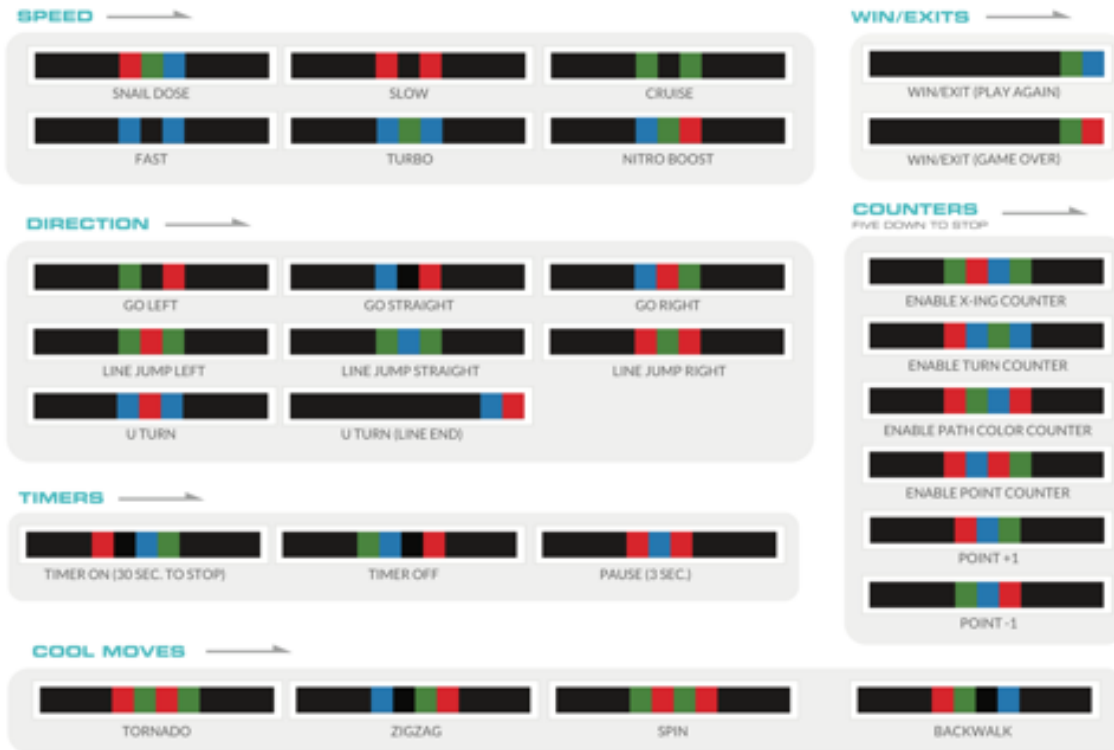 SPEED
SNAIL DOSE
SLOW
CRUISE
FAST
TURBO
NITRO BOOST
WIN/EXITS
WIN/EXIT (PLAY AGAIN)
WIN/EXIT (GAME OVER)
DIRECTION
GO LEFT
GO STRAIGHT
GO RIGHT
LINE JUMP LEFT
LINE JUMP STRAIGHT
LINE JUMP RIGHT
U TURN
U TURN (LINE END)
COUNTERS
FIVE DOWN TO STOP
ENABLE X-ING COUNTER
ENABLE TURN COUNTER
ENABLE PATH COLOR COUNTER
ENABLE POINT COUNTER
POINT +1
POINT -1
TIMERS
TIMER ON (30 SEC. TO STOP)
TIMER OFF
PAUSE (3 SEC.)
COOL MOVES
TORNADO
ZIGZAG
SPIN
BACKWALK